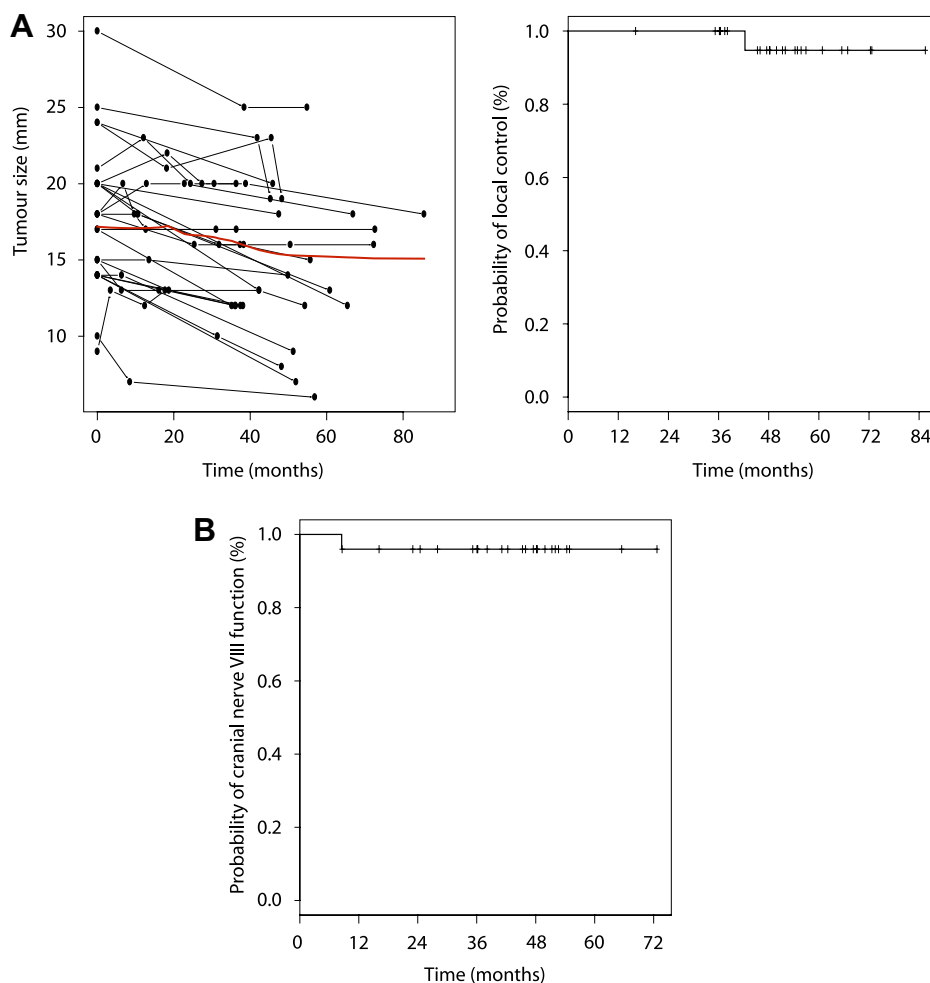 A
Tumour size (mm)
30
25
20
15
10
0 20 40 60 80
Time (months)
Probability of local control (%)
1.0
0.8
0.6
0.4
0.2
0.0
0 12 24 36 48 60 72 84
Time (months)
B
Probability of cranial nerve VIII function (%)
1.0
0.8
0.6
0.4
0.2
0.0
0 12 24 36 48 60 72
Time (months)